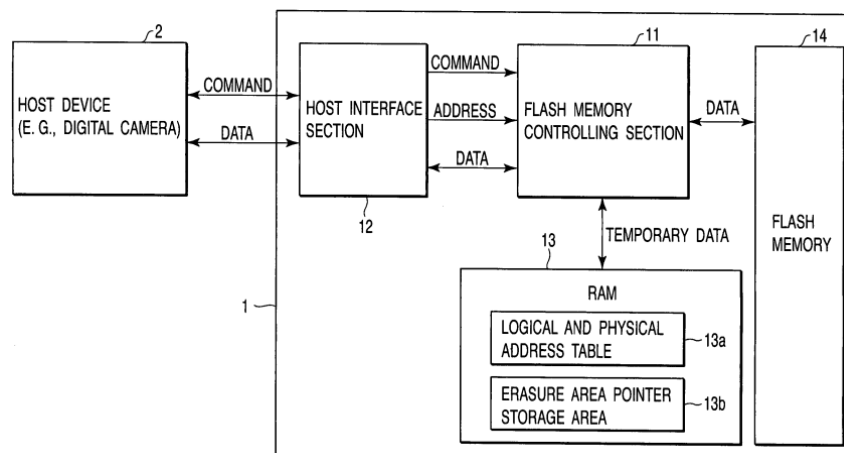 2
HOST DEVICE
(E. G., DIGITAL CAMERA)
COMMAND
DATA
1
HOST INTERFACE
SECTION
12
COMMAND
ADDRESS
DATA
11
FLASH MEMORY
CONTROLLING SECTION
DATA
14
FLASH
MEMORY
TEMPORARY DATA
13
RAM
LOGICAL AND PHYSICAL
ADDRESS TABLE
13a
ERASURE AREA POINTER
STORAGE AREA
13b